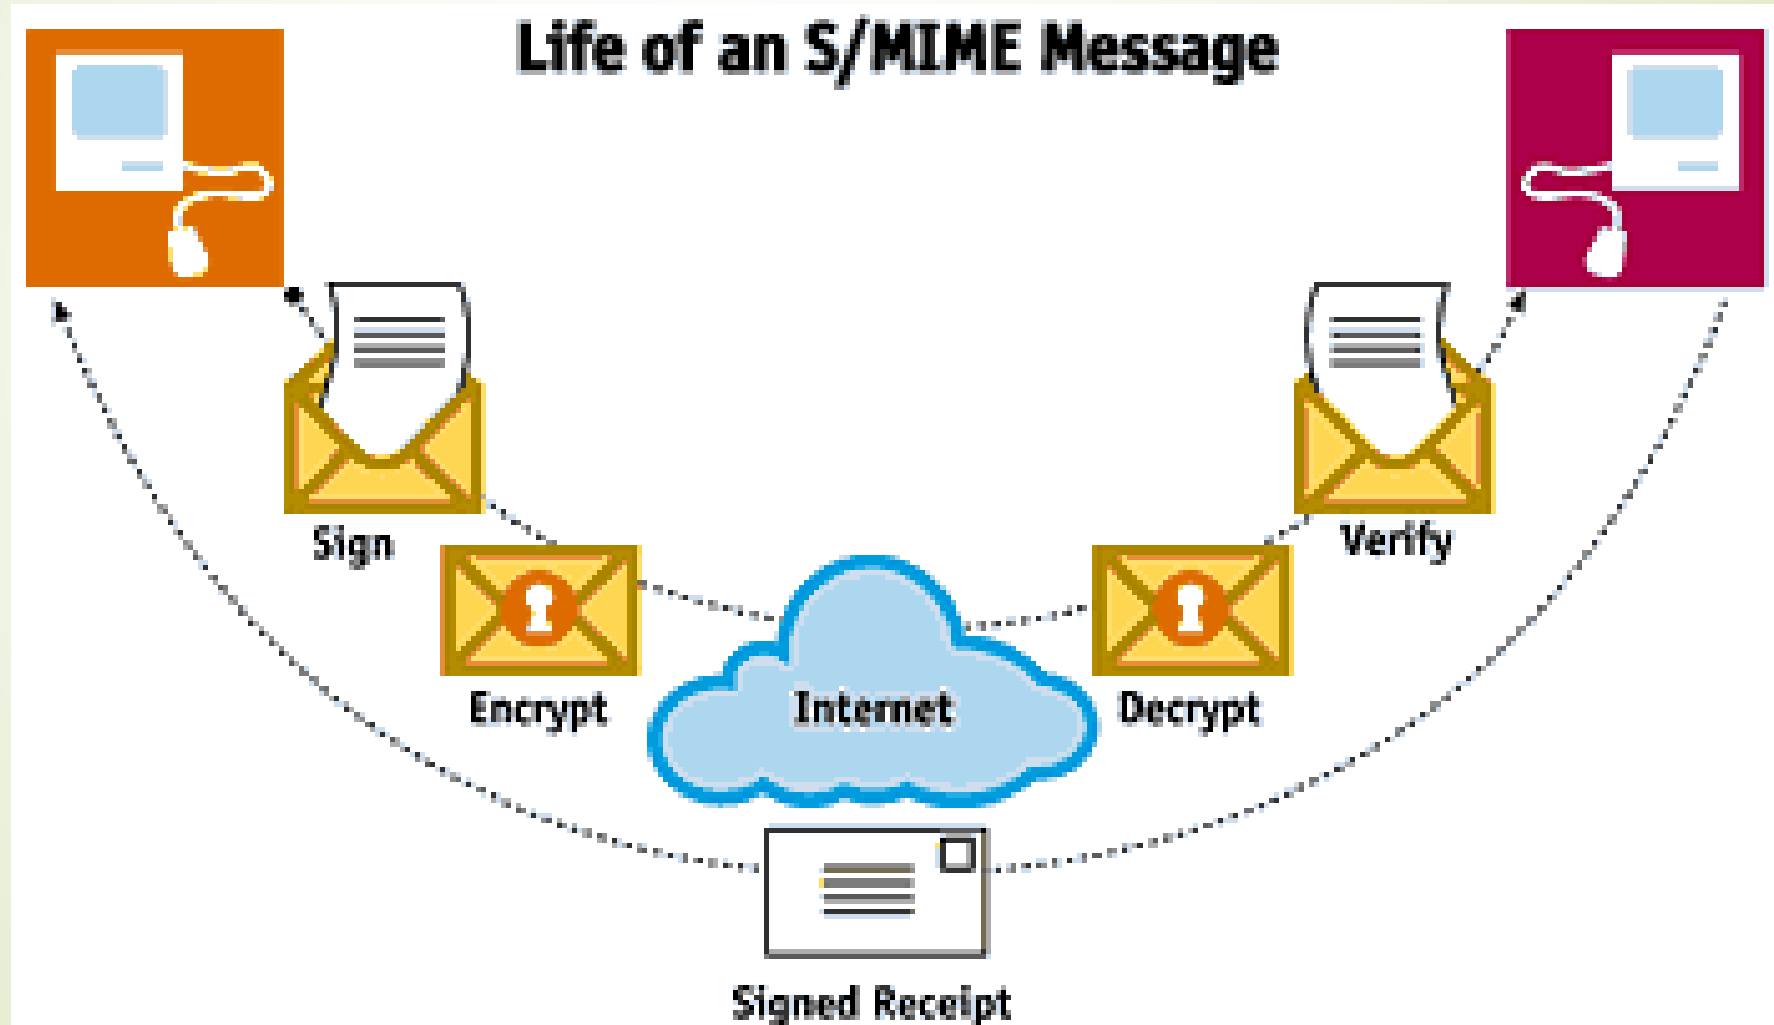 Life of an S/MIME Message
Sign
Verify
Encrypt
Internet
Decrypt
Signed Receipt